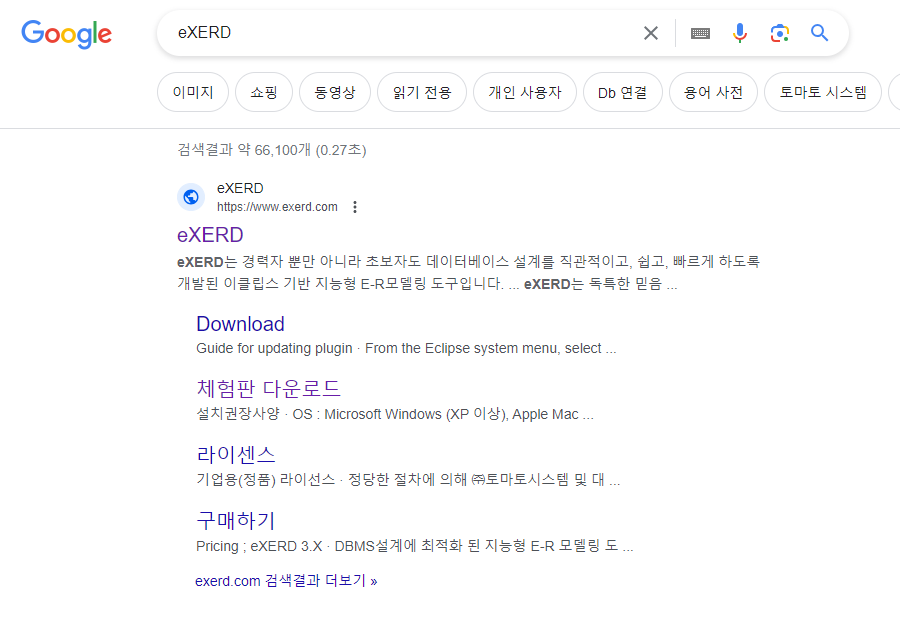 Google
eXERD
이미지
쇼핑
동영상
읽기 전용
개인 사용자
Db 연결
용어 사전
토마토 시스템
검색결과 약 66,100개 (0.27초)
eXERD
https://www.exerd.com
eXERD
eXERD는 경력자 뿐만 아니라 초보자도 데이터베이스 설계를 직관적이고, 쉽고, 빠르게 하도록
개발된 이클립스 기반 지능형 E-R모델링 도구입니다. ... eXERD는 독특한 믿음 ...
Download
Guide for updating plugin · From the Eclipse system menu, select ...
체험판 다운로드
설치권장사양 · OS : Microsoft Windows (XP 이상), Apple Mac ...
라이센스
기업용(정품) 라이선스 · 정당한 절차에 의해 ㈜토마토시스템 및 대 ...
구매하기
Pricing ; eXERD 3.X · DBMS설계에 최적화 된 지능형 E-R 모델링 도 ...
exerd.com 검색결과 더보기 »